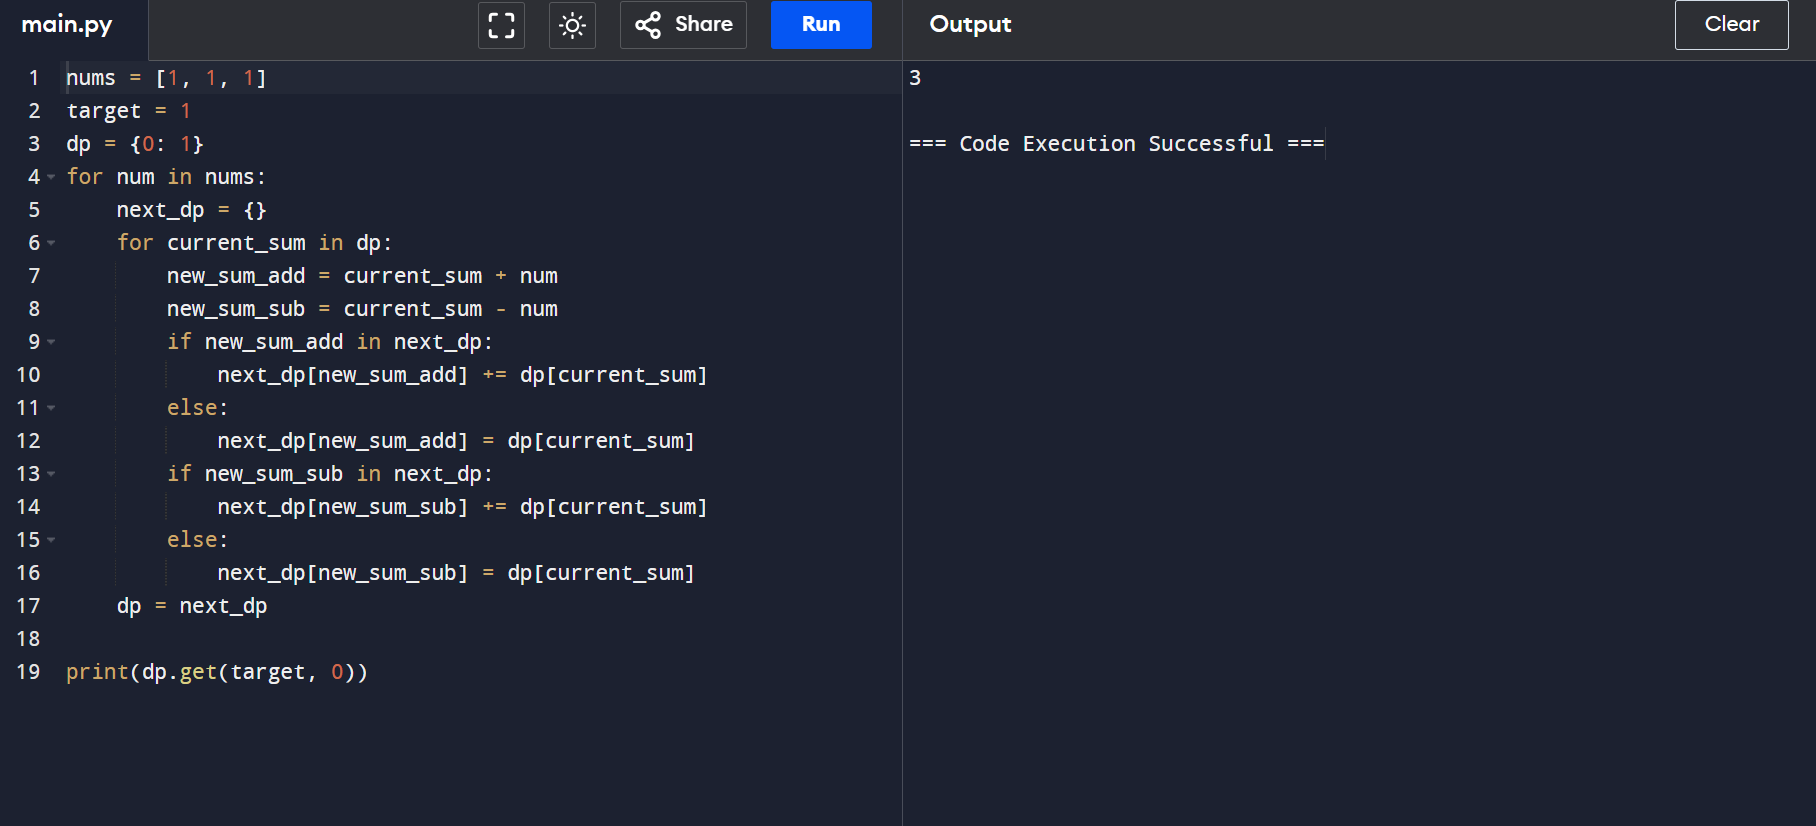 main.py
Share
Run
Output
Clear
1 nums = [1, 1, 1]
2 target = 1
3 dp = {0: 1}
4 for num in nums:
5     next_dp = {}
6     for current_sum in dp:
7         new_sum_add = current_sum + num
8         new_sum_sub = current_sum - num
9         if new_sum_add in next_dp:
10             next_dp[new_sum_add] += dp[current_sum]
11         else:
12             next_dp[new_sum_add] = dp[current_sum]
13         if new_sum_sub in next_dp:
14             next_dp[new_sum_sub] += dp[current_sum]
15         else:
16             next_dp[new_sum_sub] = dp[current_sum]
17     dp = next_dp
18
19 print(dp.get(target, 0))
3
=== Code Execution Successful ===